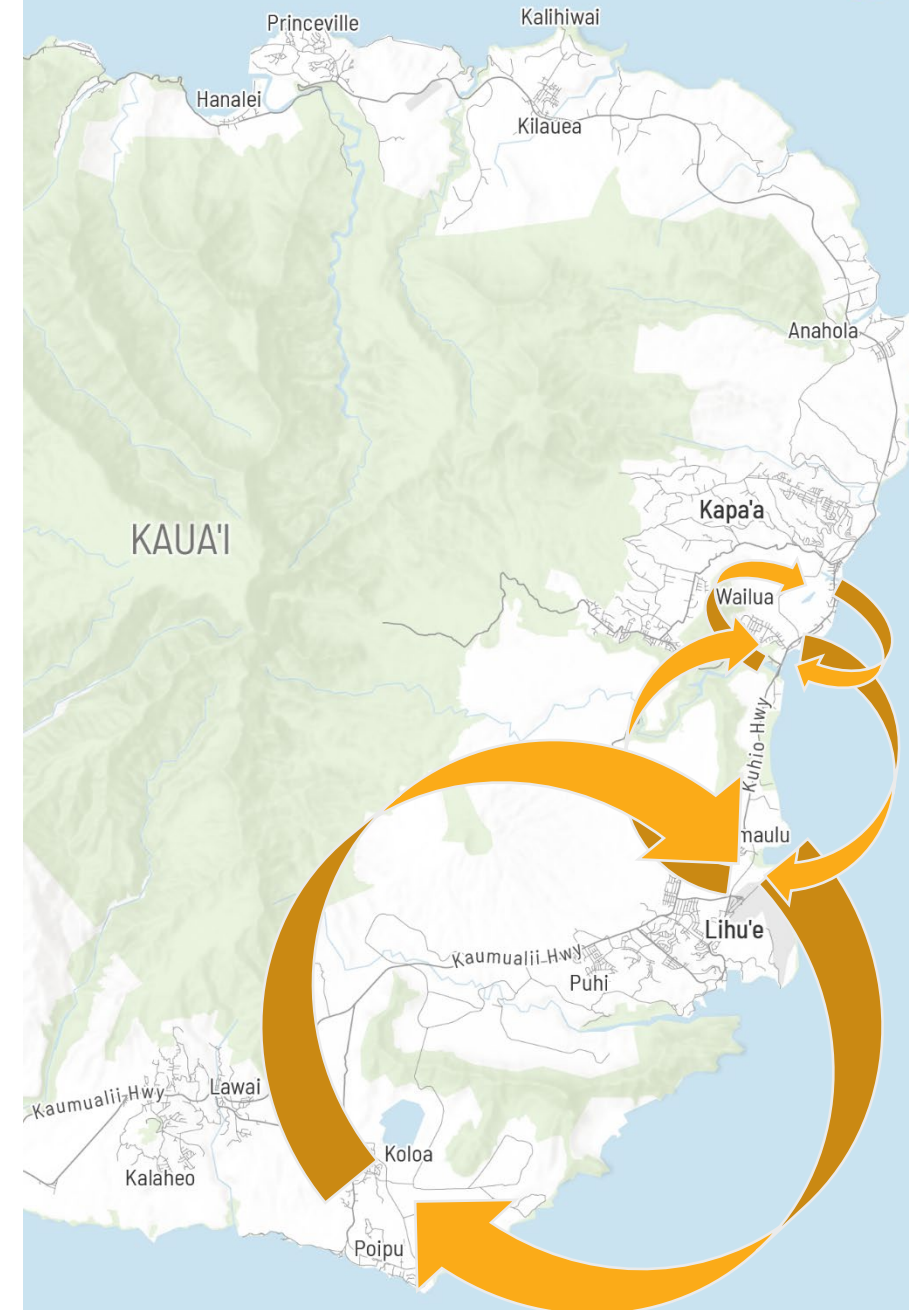 Princeville
Kalihiwai
Hanalei
Kilauea
Anahola
Kapa'a
KAUA'I
Wailua
Kuhio Hwy
maulu
Lihu'e
Kaumualii Hwy
Puhi
Lawai
Kaumualii Hwy
Koloa
Kalaheo
Poipu